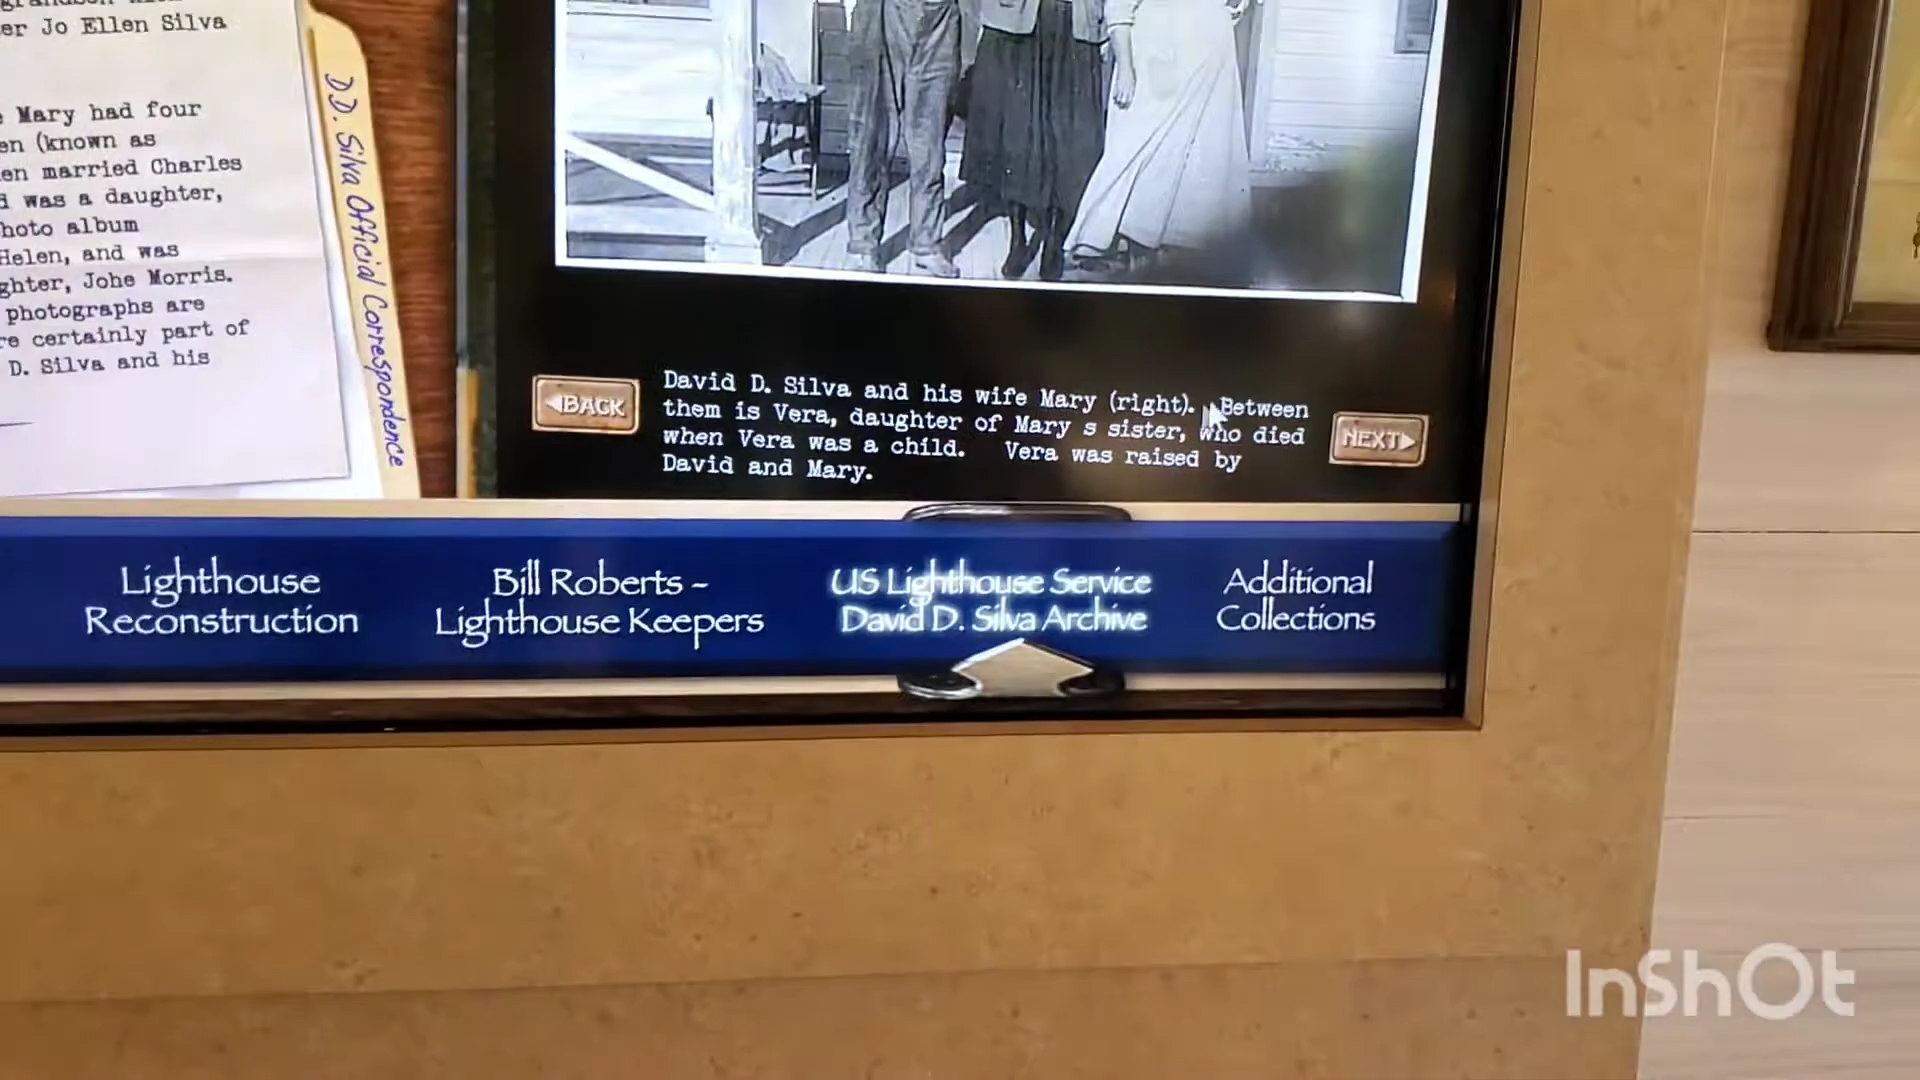 er Jo Ellen Silva
Mary had four
en (known as
en married Charles
d was a daughter,
hoto album
Helen, and was
ghter, Johe Morris.
photographs are
re certainly part of
D. Silva and his
D.D. Silva Official Correspondence
BACK
David D. Silva and his wife Mary (right). Between
them is Vera, daughter of Mary s sister, who died
when Vera was a child. Vera was raised by
David and Mary.
NEXT
Lighthouse
Reconstruction
Bill Roberts –
Lighthouse Keepers
US Lighthouse Service
David D. Silva Archive
Additional
Collections
InShOt